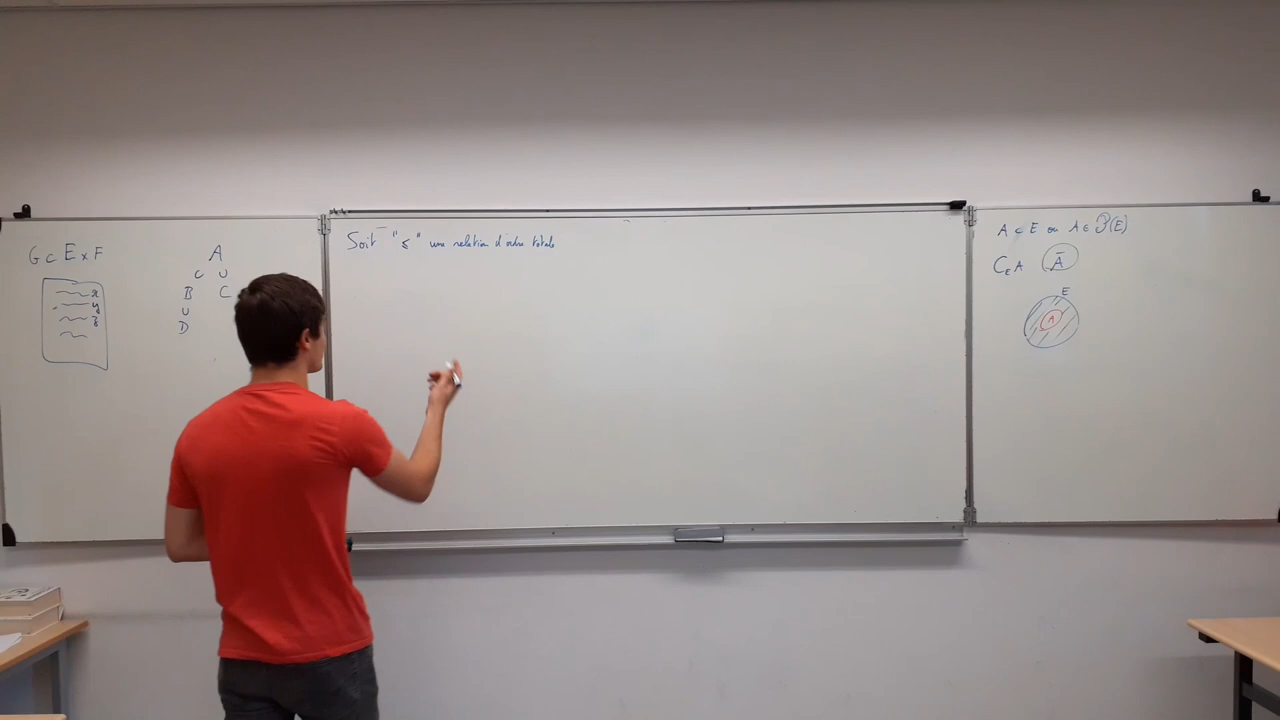 G ⊂ E x F
x
y
z
A
⊂ ∪
B C
∪
D
Soit "≤" une relation d'ordre totale
A ⊂ E ou A ∈ P(E)
C_E A Ā
E
A